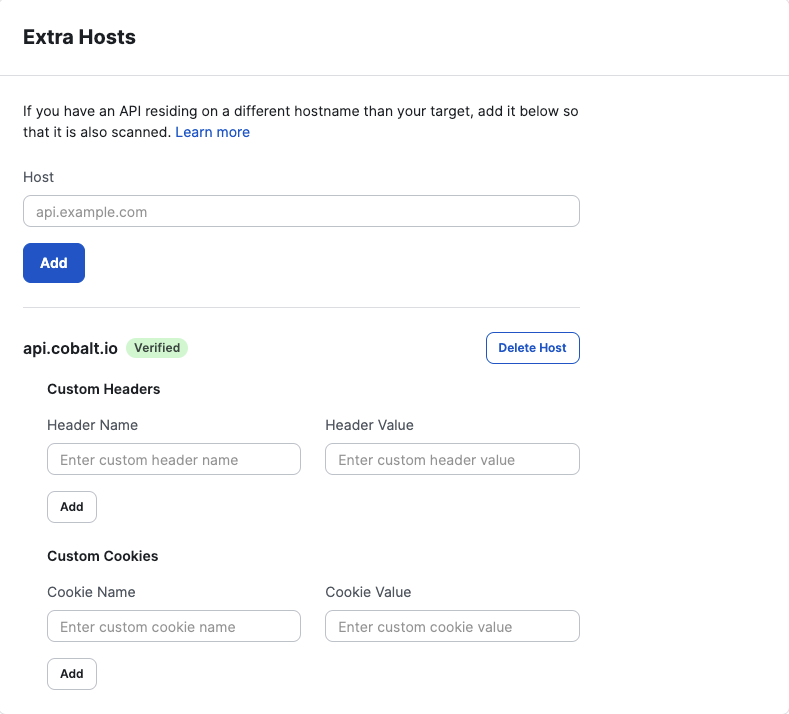 Extra Hosts
If you have an API residing on a different hostname than your target, add it below so
that it is also scanned. Learn more
Host
api.example.com
Add
api.cobalt.io Verified Delete Host
Custom Headers
Header Name Header Value
Enter custom header name Enter custom header value
Add
Custom Cookies
Cookie Name Cookie Value
Enter custom cookie name Enter custom cookie value
Add